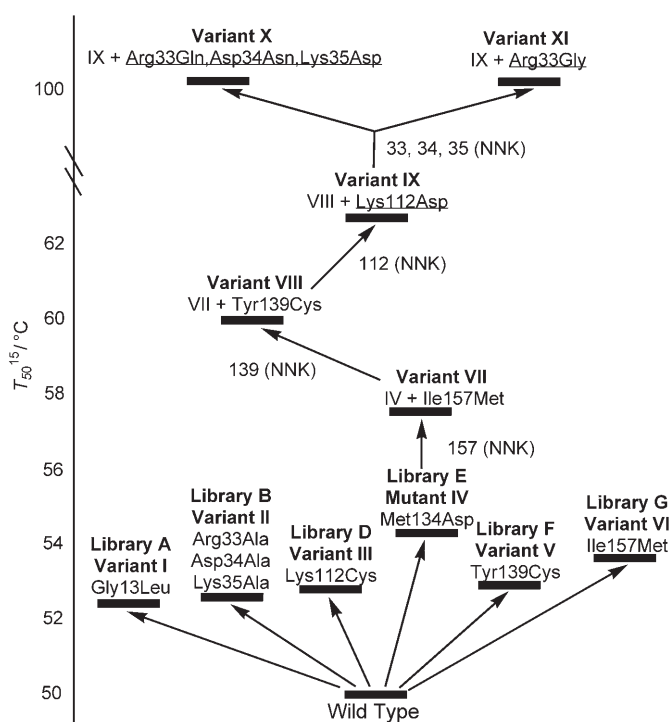 Variant X
IX + Arg33Gln,Asp34Asn,Lys35Asp
Variant XI
IX + Arg33Gly
100
33, 34, 35 (NNK)
Variant IX
VIII + Lys112Asp
62
112 (NNK)
Variant VIII
VII + Tyr139Cys
60
T50 15/ °C
139 (NNK)
Variant VII
IV + Ile157Met
58
157 (NNK)
56
Library E
Mutant IV
Met134Asp
Library B
Variant II
Arg33Ala
Asp34Ala
Lys35Ala
Library G
Variant VI
Ile157Met
Library D
Variant III
Lys112Cys
Library F
Variant V
Tyr139Cys
Library A
Variant I
Gly13Leu
54
52
50
Wild Type